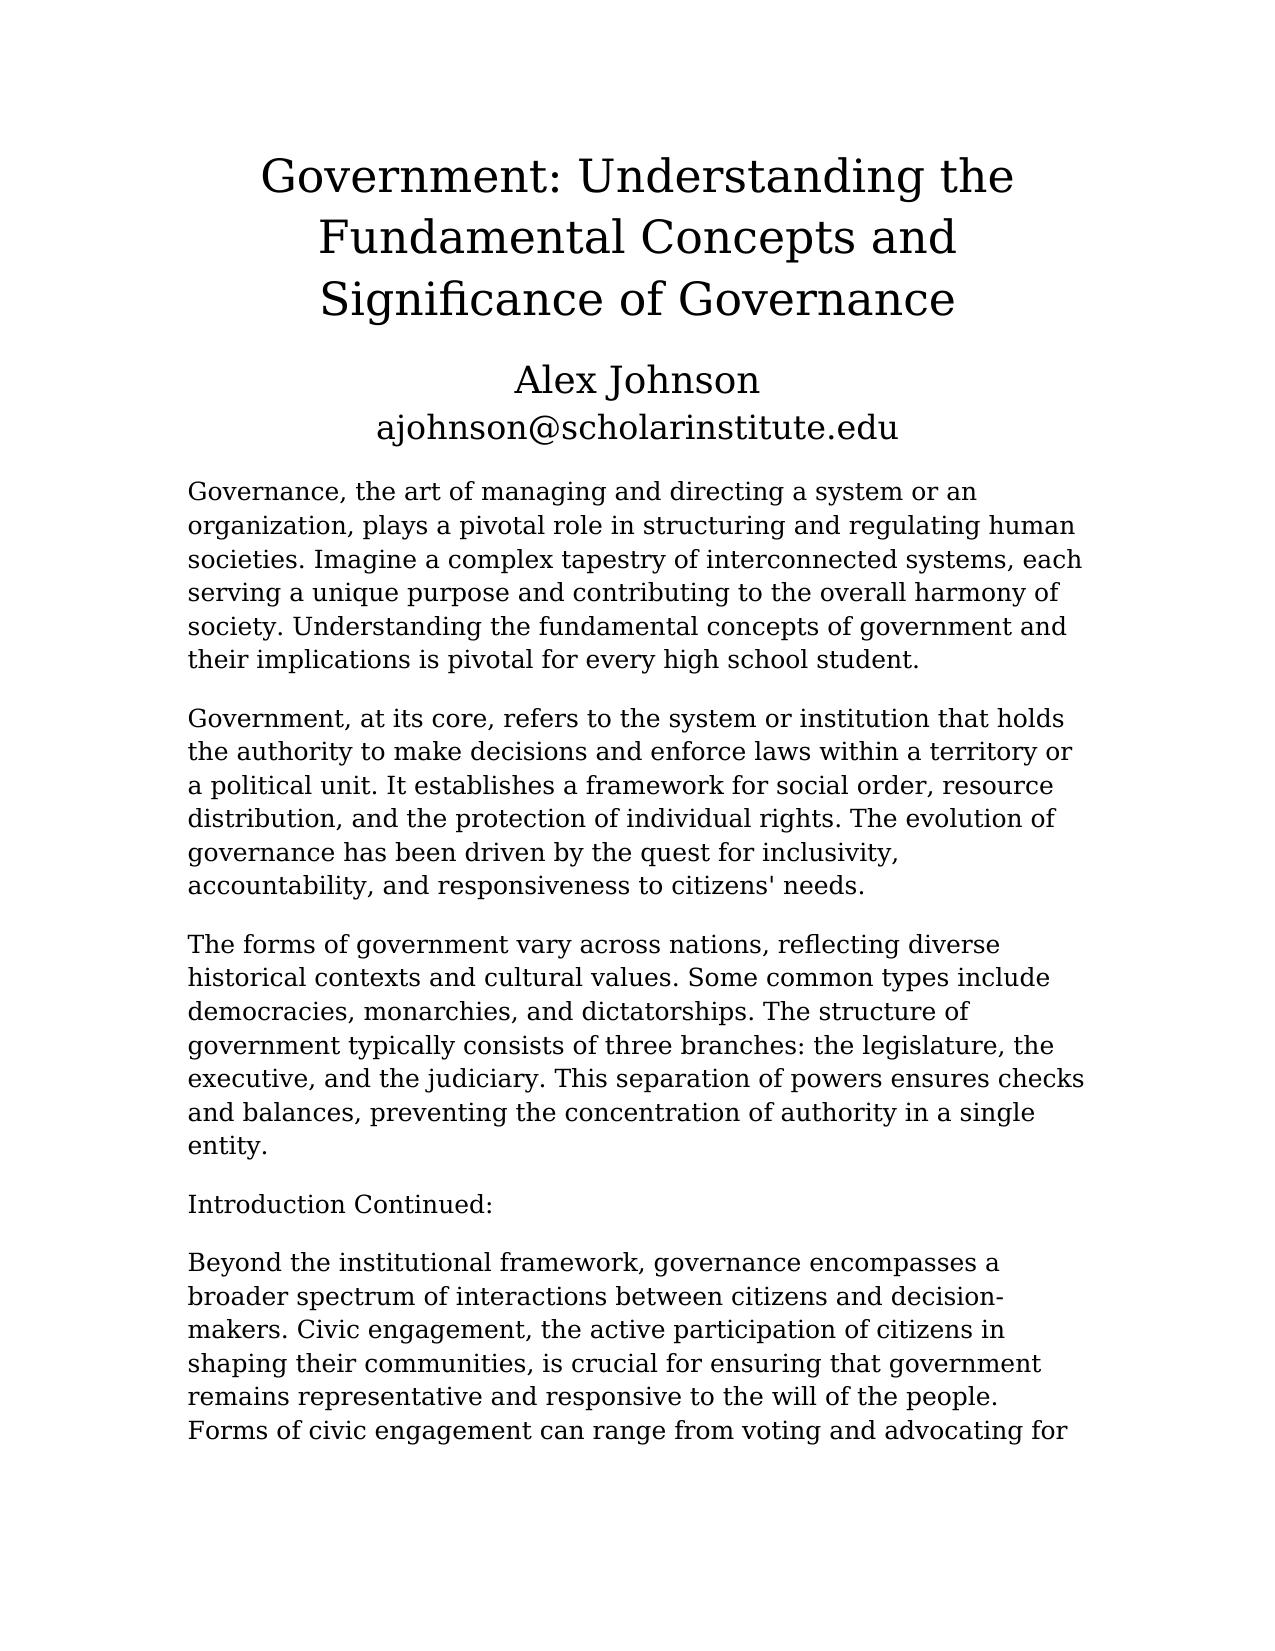 Government: Understanding the
Fundamental Concepts and
Significance of Governance
Alex Johnson
ajohnson@scholarinstitute.edu
Governance, the art of managing and directing a system or an
organization, plays a pivotal role in structuring and regulating human
societies. Imagine a complex tapestry of interconnected systems, each
serving a unique purpose and contributing to the overall harmony of
society. Understanding the fundamental concepts of government and
their implications is pivotal for every high school student.
Government, at its core, refers to the system or institution that holds
the authority to make decisions and enforce laws within a territory or
a political unit. It establishes a framework for social order, resource
distribution, and the protection of individual rights. The evolution of
governance has been driven by the quest for inclusivity,
accountability, and responsiveness to citizens' needs.
The forms of government vary across nations, reflecting diverse
historical contexts and cultural values. Some common types include
democracies, monarchies, and dictatorships. The structure of
government typically consists of three branches: the legislature, the
executive, and the judiciary. This separation of powers ensures checks
and balances, preventing the concentration of authority in a single
entity.
Introduction Continued:
Beyond the institutional framework, governance encompasses a
broader spectrum of interactions between citizens and decision-
makers. Civic engagement, the active participation of citizens in
shaping their communities, is crucial for ensuring that government
remains representative and responsive to the will of the people.
Forms of civic engagement can range from voting and advocating for